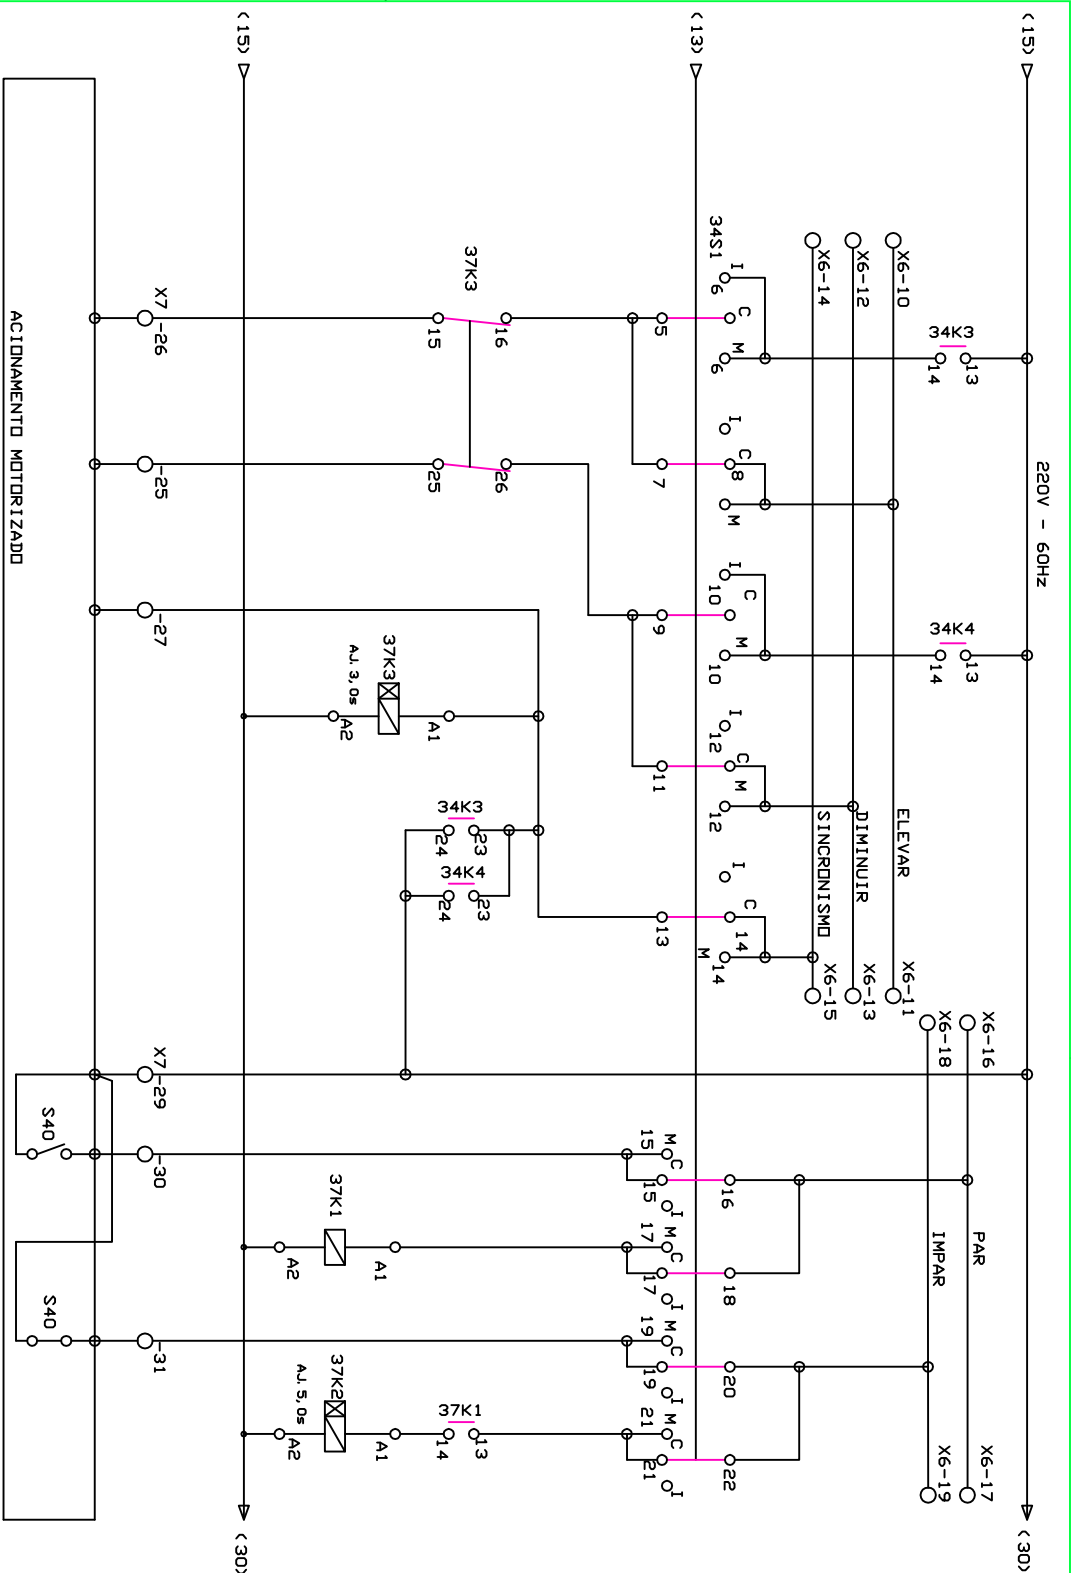 (15)
220V - 60Hz
(30)
34K3
13
14
34K4
13
14
X6-10
ELEVAR
X6-11
X6-12
DIMINUIR
X6-13
X6-14
SINCRONISMO
X6-15
X6-16
PAR
X6-17
X6-18
IMPAR
X6-19
(13)
34S1
I
6
C
M
6
5
I
C
8
M
7
I
10
C
M
10
9
I
12
C
M
12
11
I
C
14
M
14
13
15
M
C
15
I
16
17
M
C
17
I
18
19
M
C
19
I
20
21
M
C
21
I
22
37K3
16
15
26
25
34K3
23
24
34K4
23
24
37K3
AJ. 3,0s
A1
A2
37K1
A1
A2
37K1
13
14
37K2
AJ. 5,0s
A1
A2
(15)
(30)
X7
-26
-25
-27
X7
-29
-30
-31
S40
S40
ACIONAMENTO MOTORIZADO